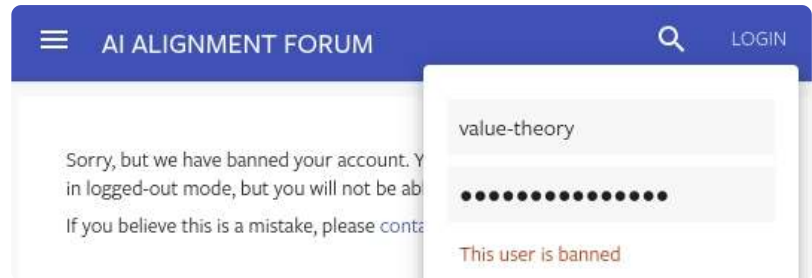 AI ALIGNMENT FORUM
LOGIN
Sorry, but we have banned your account. Y
in logged-out mode, but you will not be ab
If you believe this is a mistake, please conta
value-theory
●●●●●●●●●●●●●●●
This user is banned